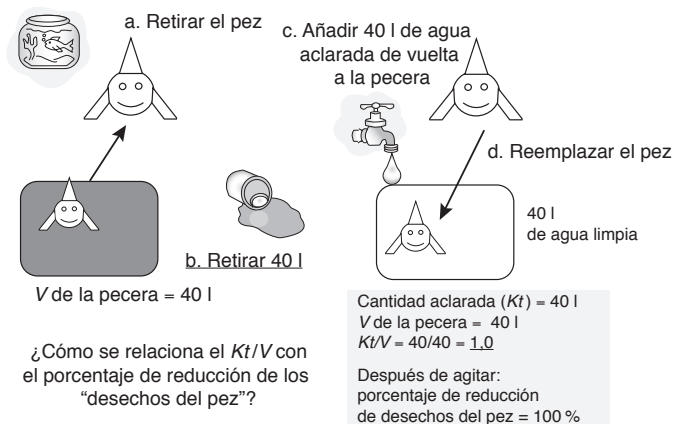 a. Retirar el pez
c. Añadir 40 l de agua
aclarada de vuelta
a la pecera
d. Reemplazar el pez
b. Retirar 40 l
40 l
de agua limpia
V de la pecera = 40 l
¿Cómo se relaciona el Kt/V con
el porcentaje de reducción de los
“desechos del pez”?
Cantidad aclarada (Kt) = 40 l
V de la pecera = 40 l
Kt/V = 40/40 = 1,0
Después de agitar:
porcentaje de reducción
de desechos del pez = 100 %